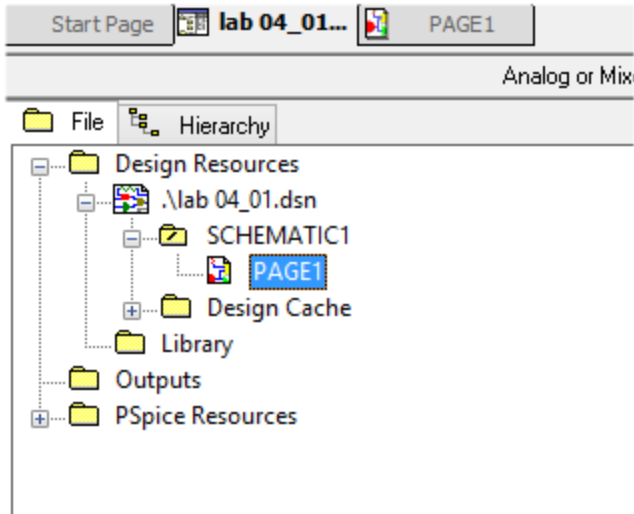 Start Page lab 04_01... PAGE1
Analog or Mix
File Hierarchy
Design Resources
.\lab 04_01.dsn
SCHEMATIC1
PAGE1
Design Cache
Library
Outputs
PSpice Resources